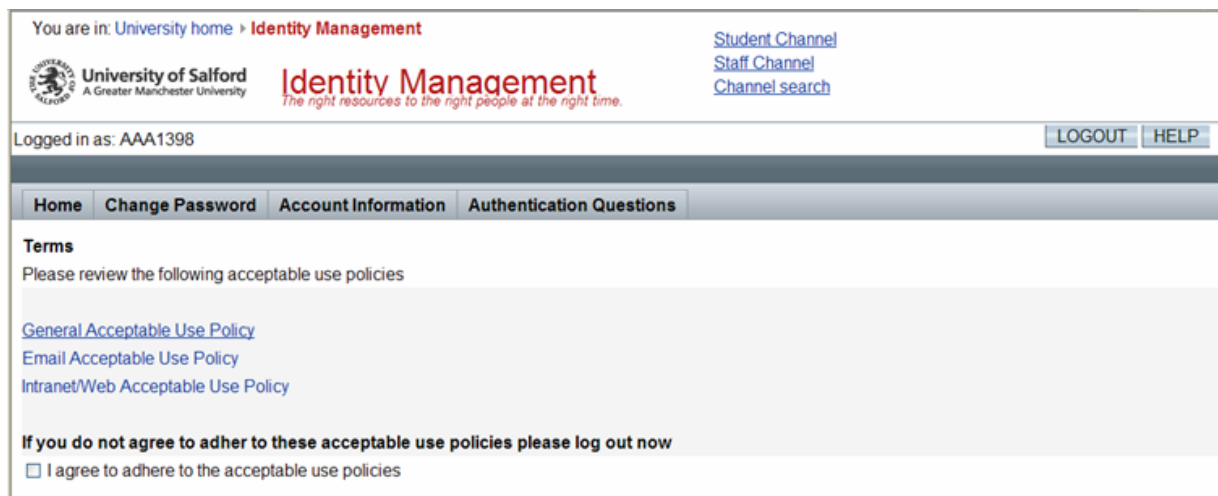 You are in: University home ▸ Identity Management
Student Channel
Staff Channel
Channel search
THE UNIVERSITY OF SALFORD
University of Salford
A Greater Manchester University
Identity Management
The right resources to the right people at the right time.
Logged in as: AAA1398
LOGOUT HELP
Home Change Password Account Information Authentication Questions
Terms
Please review the following acceptable use policies
General Acceptable Use Policy
Email Acceptable Use Policy
Intranet/Web Acceptable Use Policy
If you do not agree to adher to these acceptable use policies please log out now
I agree to adhere to the acceptable use policies